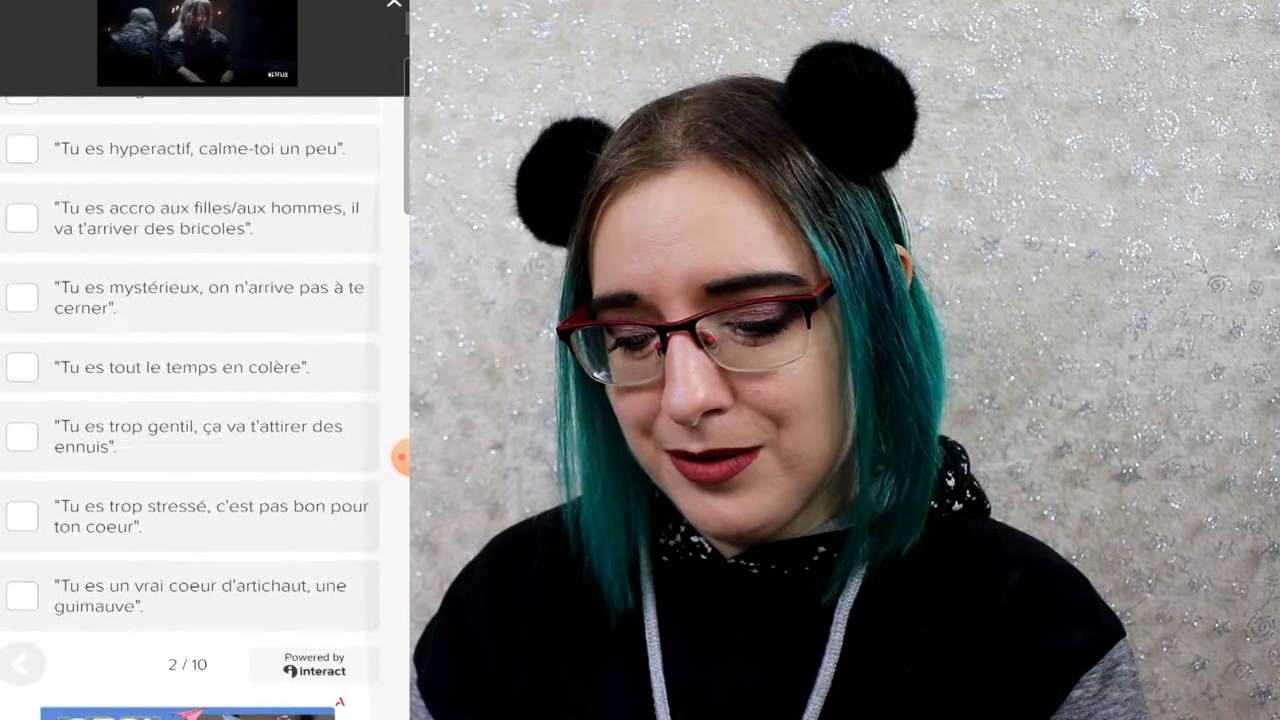 NETFLIX
"Tu es hyperactif, calme-toi un peu".
"Tu es accro aux filles/aux hommes, il
va t'arriver des bricoles".
"Tu es mystérieux, on n'arrive pas à te
cerner".
"Tu es tout le temps en colère".
"Tu es trop gentil, ça va t'attirer des
ennuis".
"Tu es trop stressé, c'est pas bon pour
ton coeur".
"Tu es un vrai coeur d'artichaut, une
guimauve".
2 / 10
Powered by
interact